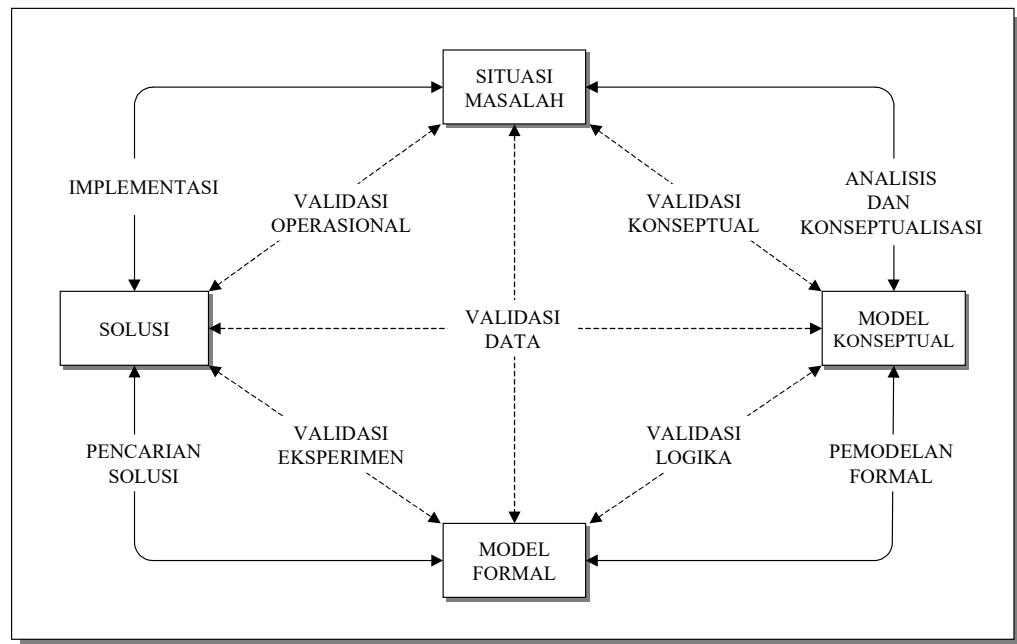 SITUASI
MASALAH
IMPLEMENTASI
VALIDASI
OPERASIONAL
VALIDASI
KONSEPTUAL
ANALISIS
DAN
KONSEPTUALISASI
SOLUSI
VALIDASI
DATA
MODEL
KONSEPTUAL
PENCARIAN
SOLUSI
VALIDASI
EKSPERIMEN
VALIDASI
LOGIKA
PEMODELAN
FORMAL
MODEL
FORMAL